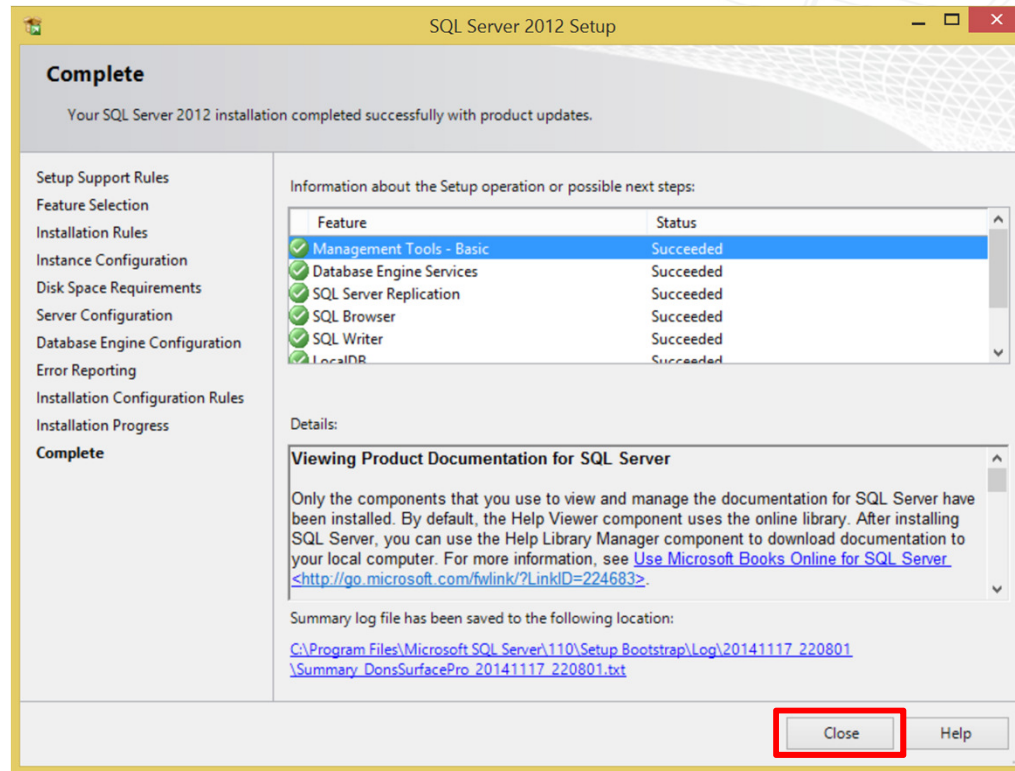 SQL Server 2012 Setup
Complete
Your SQL Server 2012 installation completed successfully with product updates.
Setup Support Rules
Feature Selection
Installation Rules
Instance Configuration
Disk Space Requirements
Server Configuration
Database Engine Configuration
Error Reporting
Installation Configuration Rules
Installation Progress
Complete
Information about the Setup operation or possible next steps:
Feature Status
Management Tools - Basic Succeeded
Database Engine Services Succeeded
SQL Server Replication Succeeded
SQL Browser Succeeded
SQL Writer Succeeded
LocalDB Succeeded
Details:
Viewing Product Documentation for SQL Server
Only the components that you use to view and manage the documentation for SQL Server have
been installed. By default, the Help Viewer component uses the online library. After installing
SQL Server, you can use the Help Library Manager component to download documentation to
your local computer. For more information, see Use Microsoft Books Online for SQL Server
<http://go.microsoft.com/fwlink/?LinkID=224683>.
Summary log file has been saved to the following location:
C:\Program Files\Microsoft SQL Server\110\Setup Bootstrap\Log\20141117_220801
\Summary_DonsSurfacePro_20141117_220801.txt
Close Help